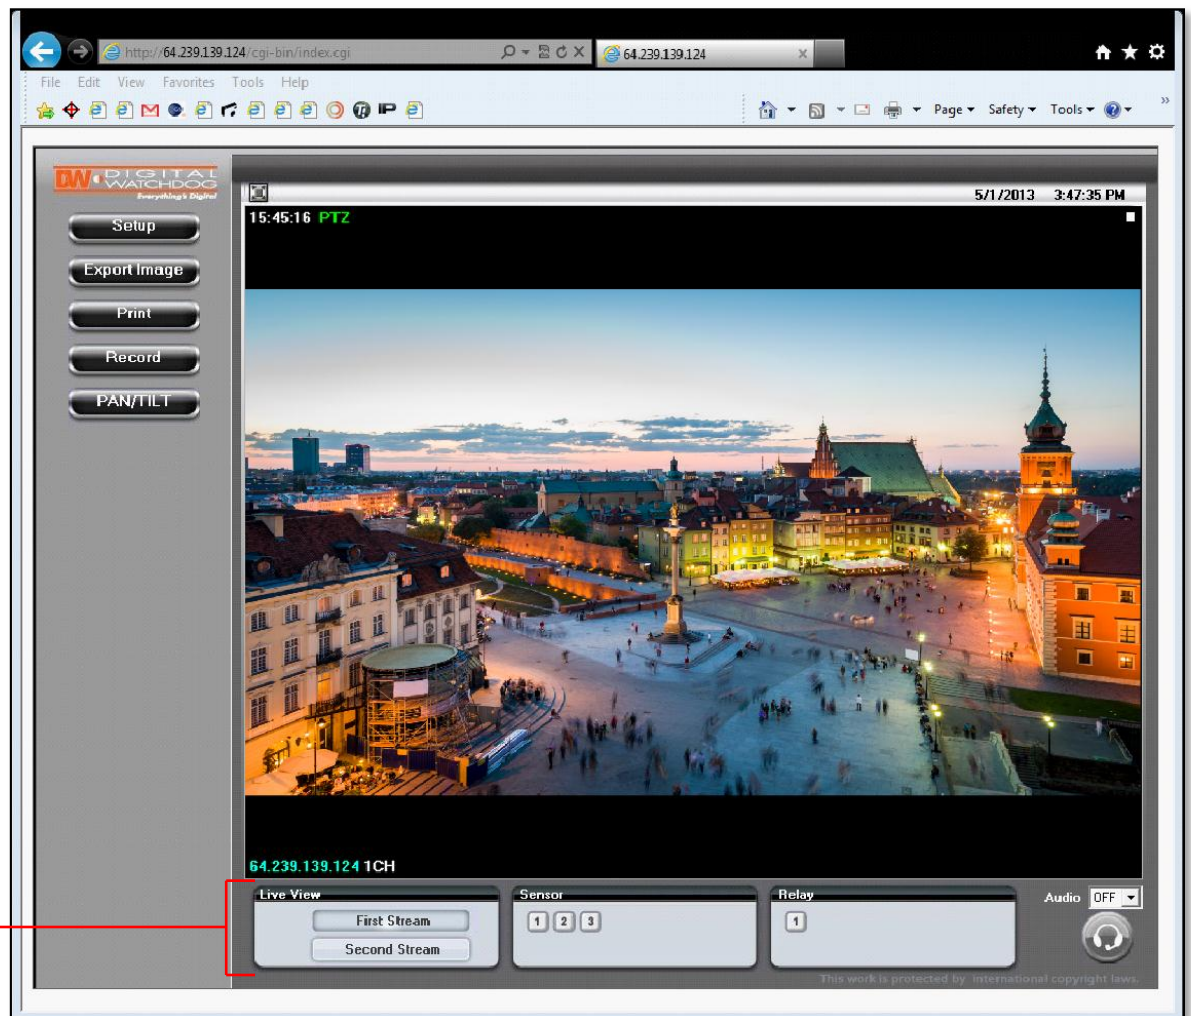 http://64.239.139.124/cgi-bin/index.cgi
64.239.139.124
File Edit View Favorites Tools Help
Page Safety Tools
DW DIGITAL WATCHDOG
Everything's Digital
Setup
Export Image
Print
Record
PAN/TILT
5/1/2013 3:47:35 PM
15:45:16 PTZ
64.239.139.124 1CH
Live View
First Stream
Second Stream
Sensor
1 2 3
Relay
1
Audio OFF
This work is protected by international copyright laws.